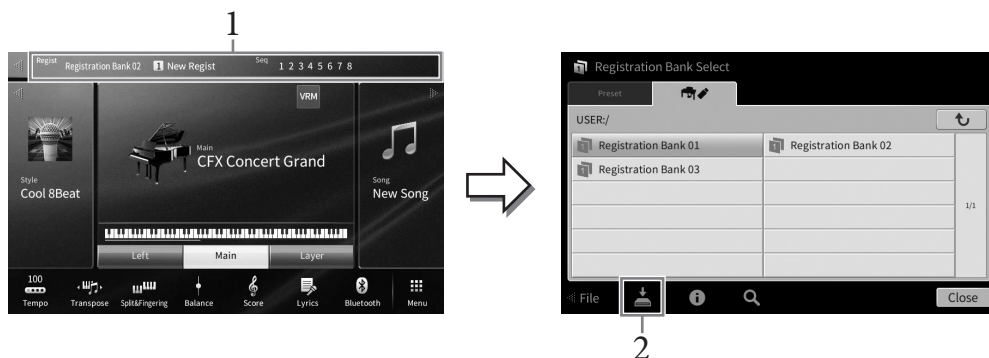 1
Regist Registration Bank 02 1 New Regist Seq 1 2 3 4 5 6 7 8
VRM
Main
CFX Concert Grand
Style
Cool 8Beat
Song
New Song
Left Main Layer
100
Tempo Transpose Split&Fingering Balance Score Lyrics Bluetooth Menu
Registration Bank Select
Preset
USER:/
Registration Bank 01 Registration Bank 02
Registration Bank 03
1/1
File Close
2